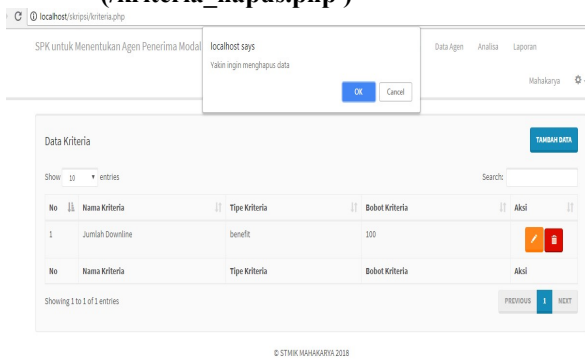 (/kriteria_hapus.php )
localhost/skripsi/kriteria.php
SPK untuk Menentukan Agen Penerima Modal
localhost says
Yakin ingin menghapus data
OK Cancel
Data Agen Analisa Laporan
Mahakarya
Data Kriteria
TAMBAH DATA
Show 10 entries
Search:
No Nama Kriteria Tipe Kriteria Bobot Kriteria Aksi
1 Jumlah Downline benefit 100
No Nama Kriteria Tipe Kriteria Bobot Kriteria Aksi
Showing 1 to 1 of 1 entries
PREVIOUS 1 NEXT
© STMIK MAHAKARYA 2018